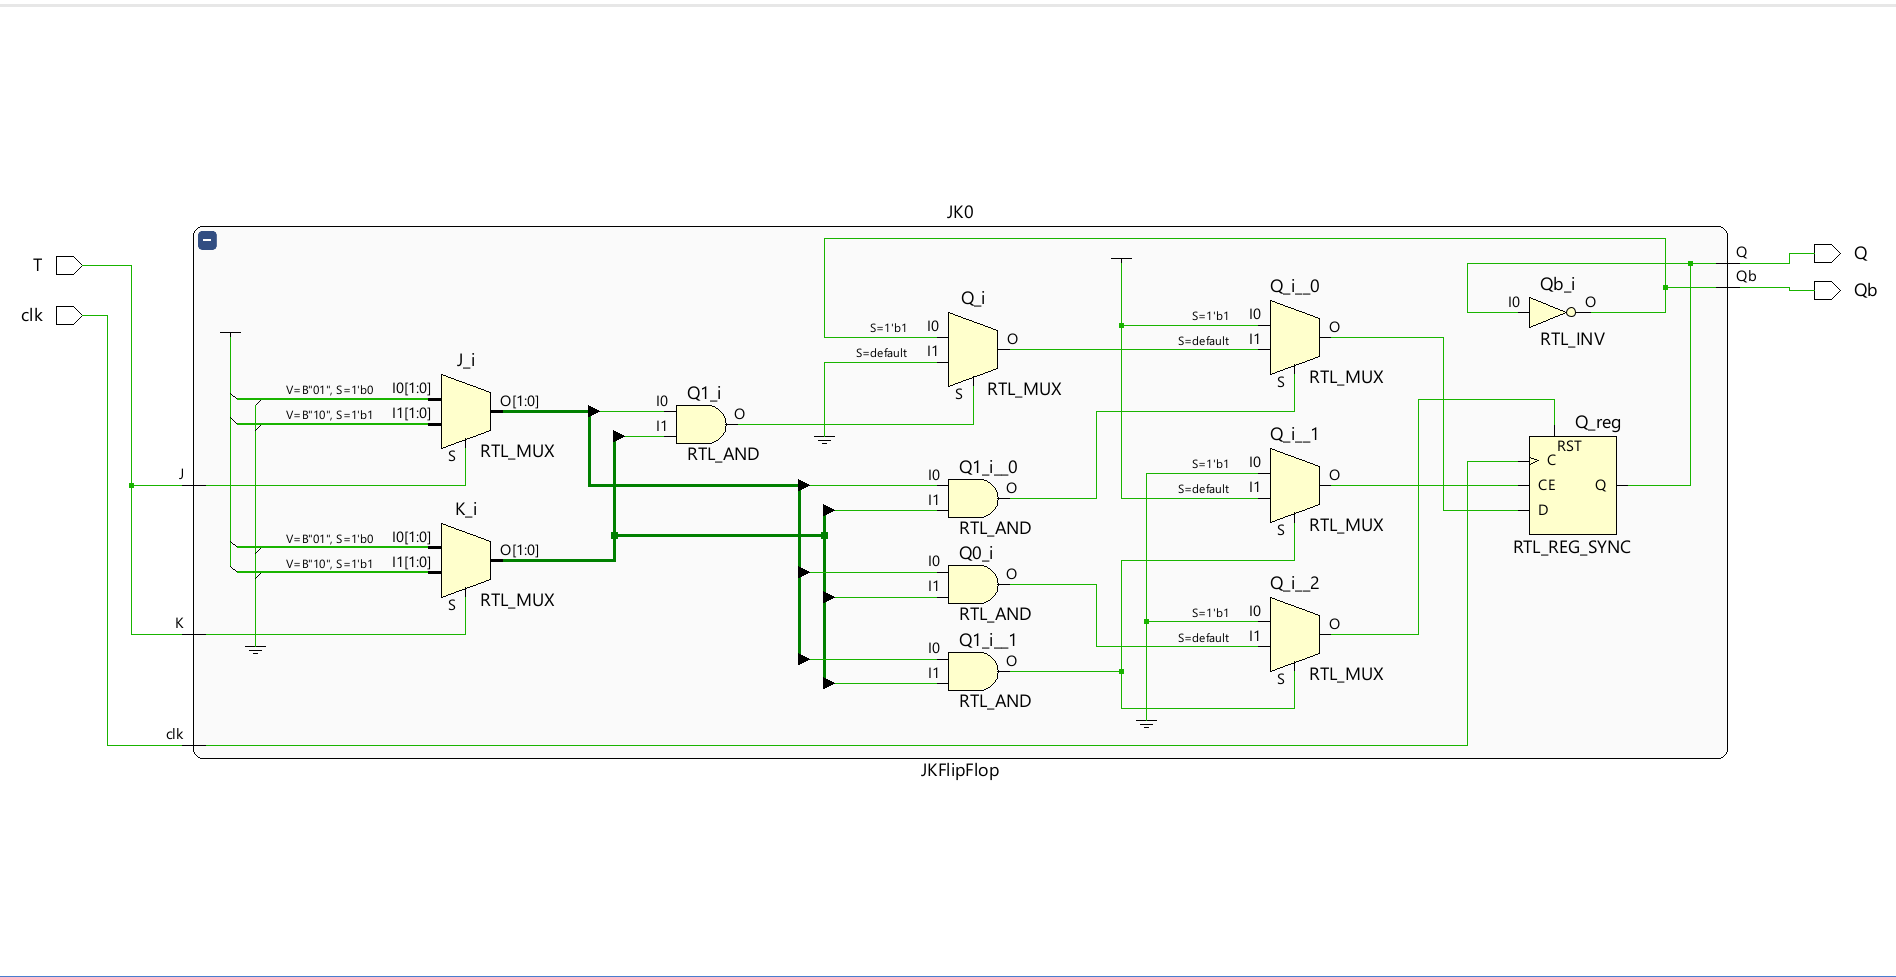 JK0
T
clk
J
K
clk
V=B"01", S=1'b0
I0[1:0]
V=B"10", S=1'b1
I1[1:0]
J_i
O[1:0]
S
RTL_MUX
V=B"01", S=1'b0
I0[1:0]
V=B"10", S=1'b1
I1[1:0]
K_i
O[1:0]
S
RTL_MUX
Q1_i
I0
I1
O
RTL_AND
Q_i
S=1'b1
I0
S=default
I1
O
S
RTL_MUX
Q1_i__0
I0
I1
O
RTL_AND
Q0_i
I0
I1
O
RTL_AND
Q1_i__1
I0
I1
O
RTL_AND
Q_i__0
S=1'b1
I0
S=default
I1
O
S
RTL_MUX
Q_i__1
S=1'b1
I0
S=default
I1
O
S
RTL_MUX
Q_i__2
S=1'b1
I0
S=default
I1
O
S
RTL_MUX
Qb_i
I0
O
RTL_INV
Q_reg
RST
C
CE
Q
D
RTL_REG_SYNC
Q
Qb
Q
Qb
JKFlipFlop